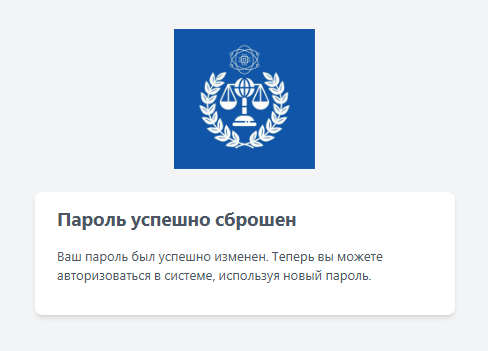 Пароль успешно сброшен
Ваш пароль был успешно изменен. Теперь вы можете
авторизоваться в системе, используя новый пароль.